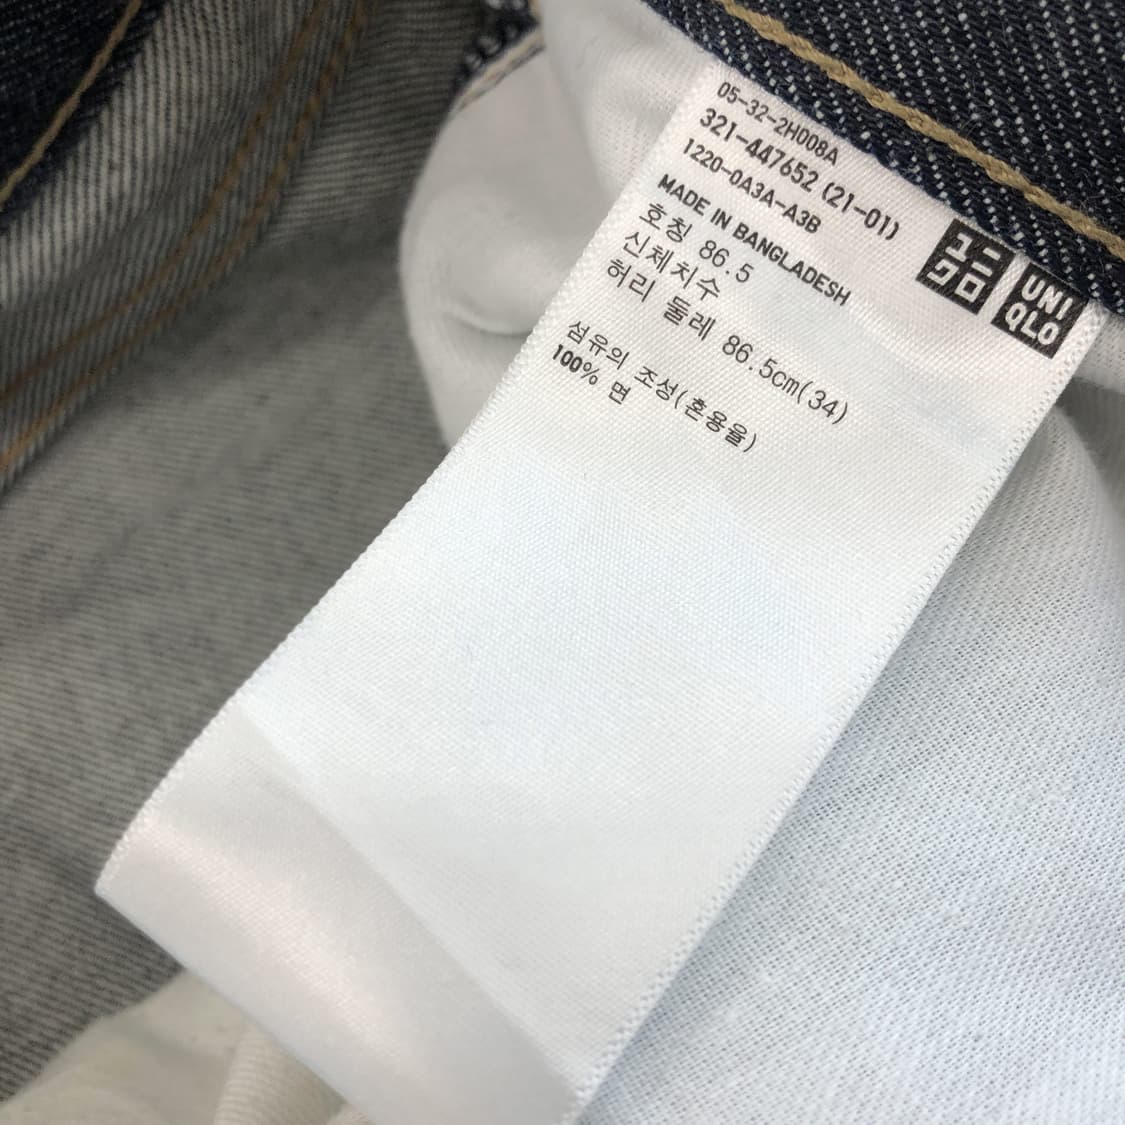 05-32-2H008A
321-447652 (21-01)
1220-0A3A-A3B
MADE IN BANGLADESH
호칭 86.5
신체치수
허리 둘레 86.5cm(34)
섬유의 조성(혼용율)
100% 면
ユニ
クロ
UNI
QLO